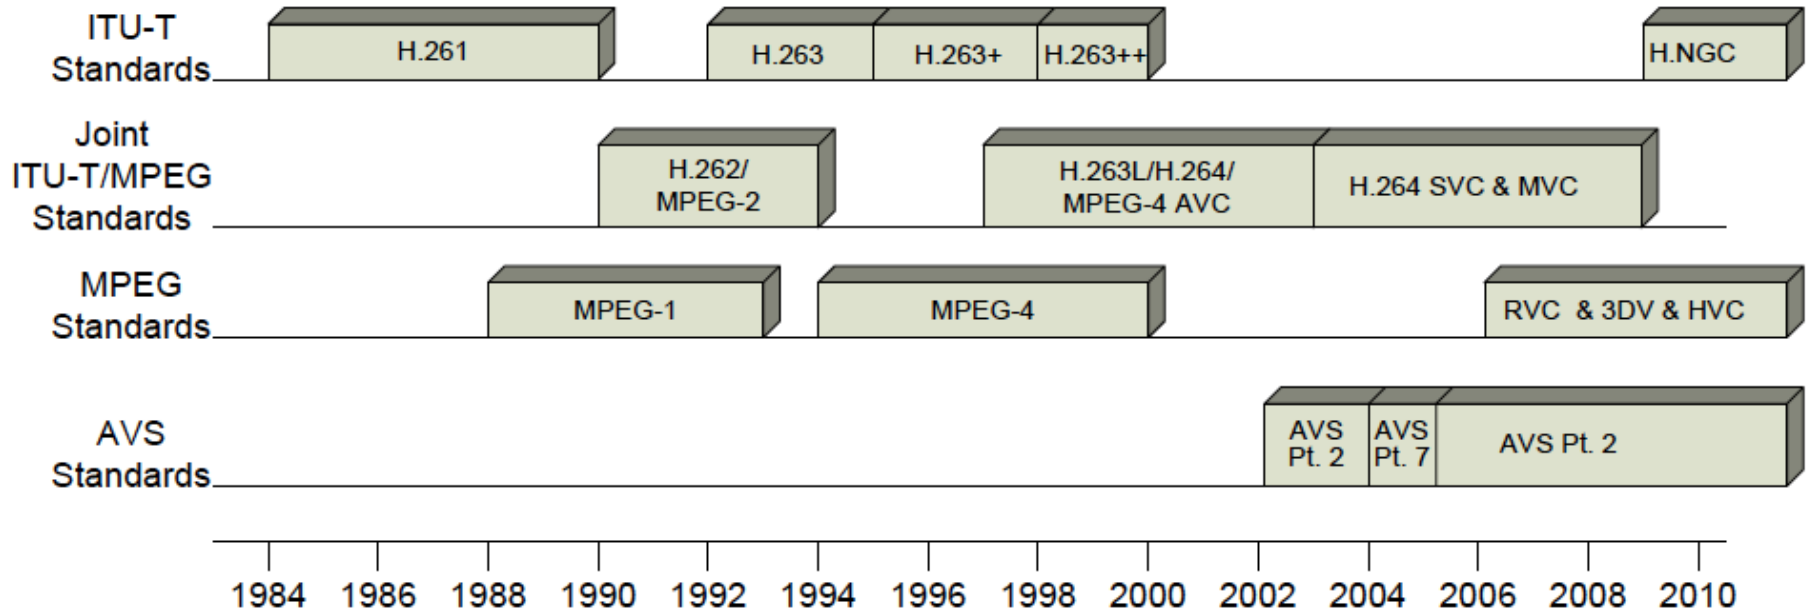 ITU-T
Standards
H.261
H.263
H.263+
H.263++
H.NGC
Joint
ITU-T/MPEG
Standards
H.262/
MPEG-2
H.263L/H.264/
MPEG-4 AVC
H.264 SVC & MVC
MPEG
Standards
MPEG-1
MPEG-4
RVC & 3DV & HVC
AVS
Standards
AVS
Pt. 2
AVS
Pt. 7
AVS Pt. 2
1984 1986 1988 1990 1992 1994 1996 1998 2000 2002 2004 2006 2008 2010